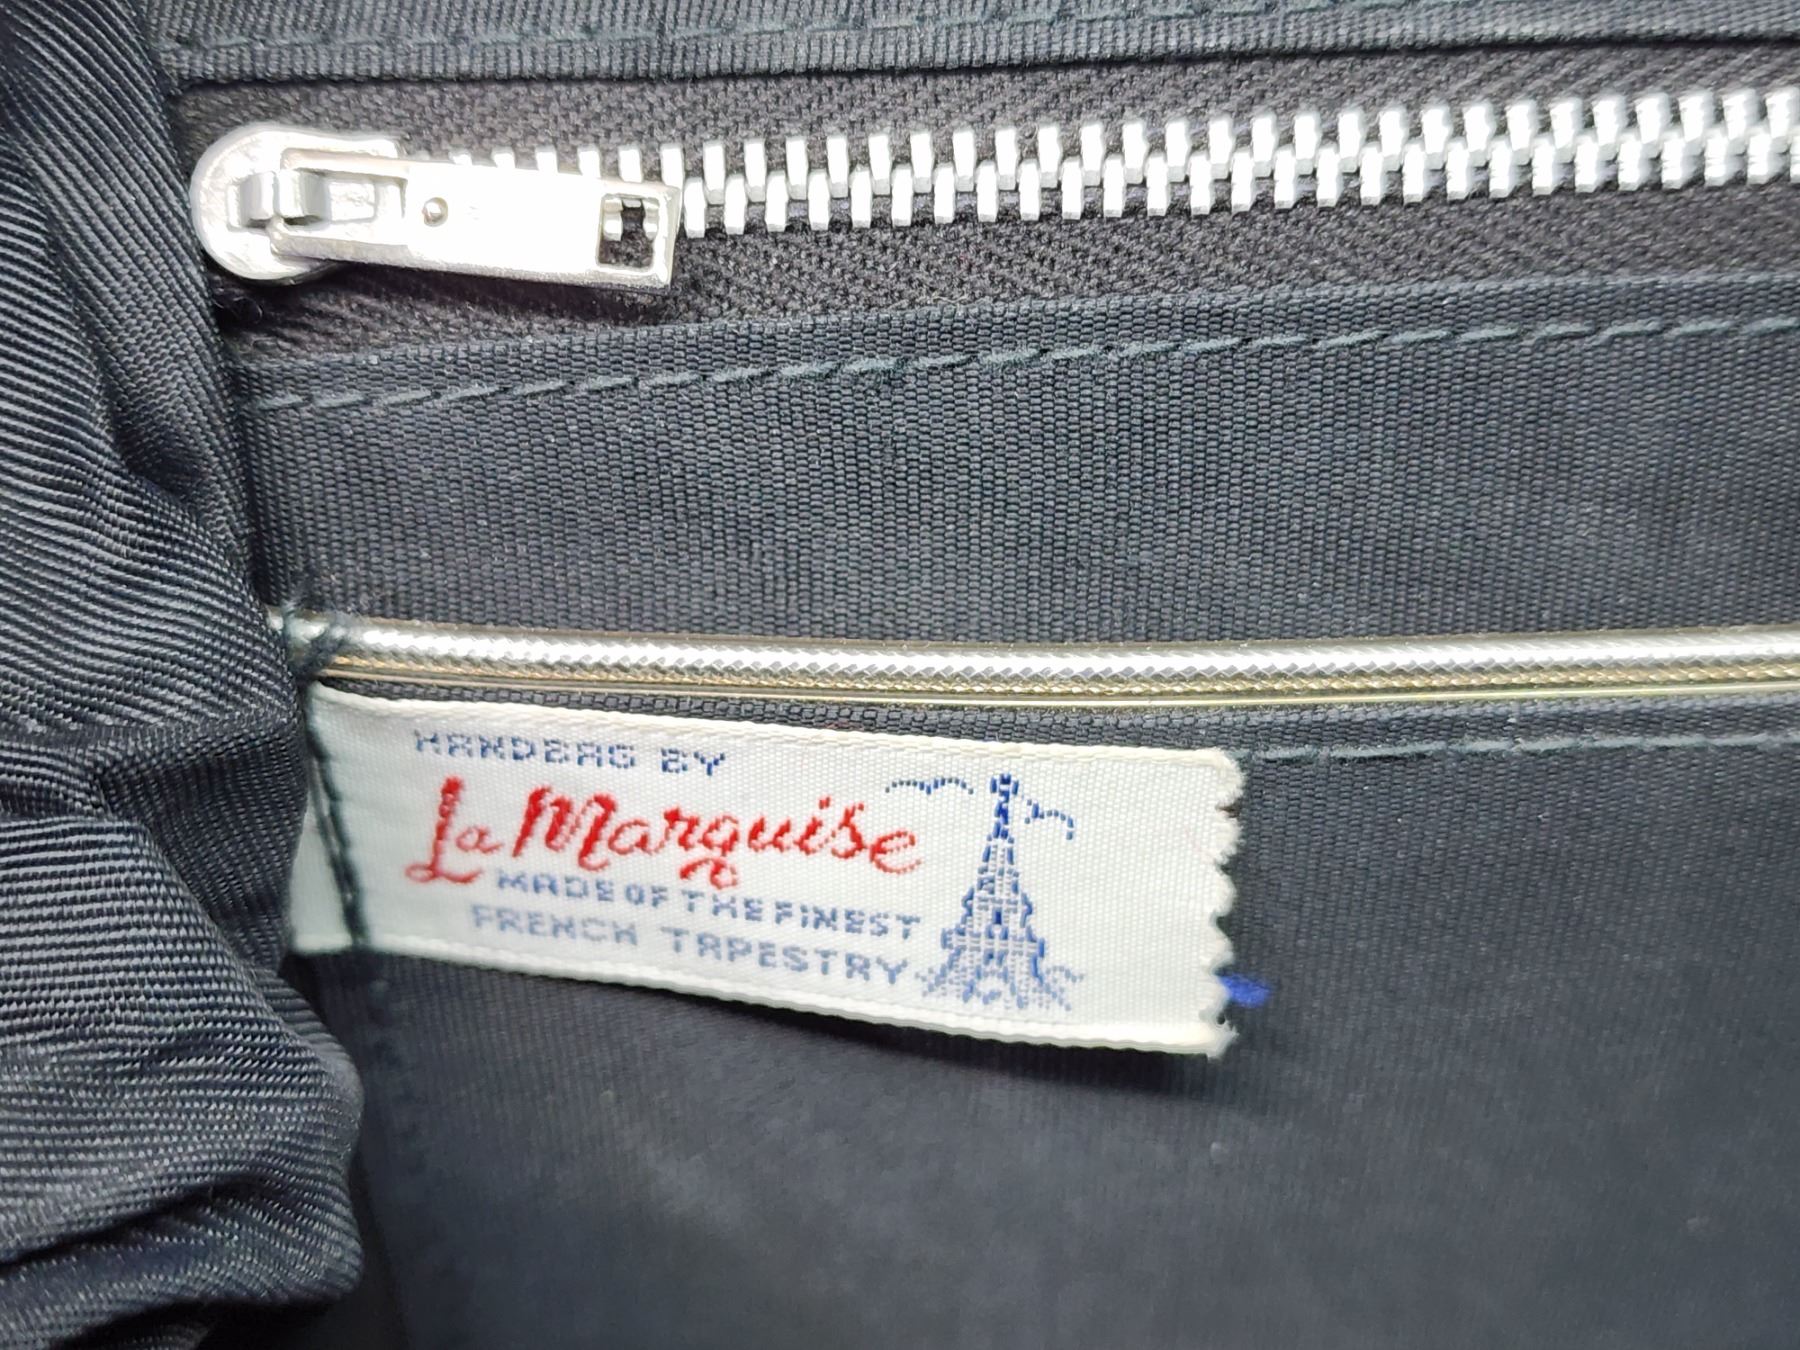 HANDBAG BY
La Marquise
MADE OF THE FINEST
FRENCH TAPESTRY